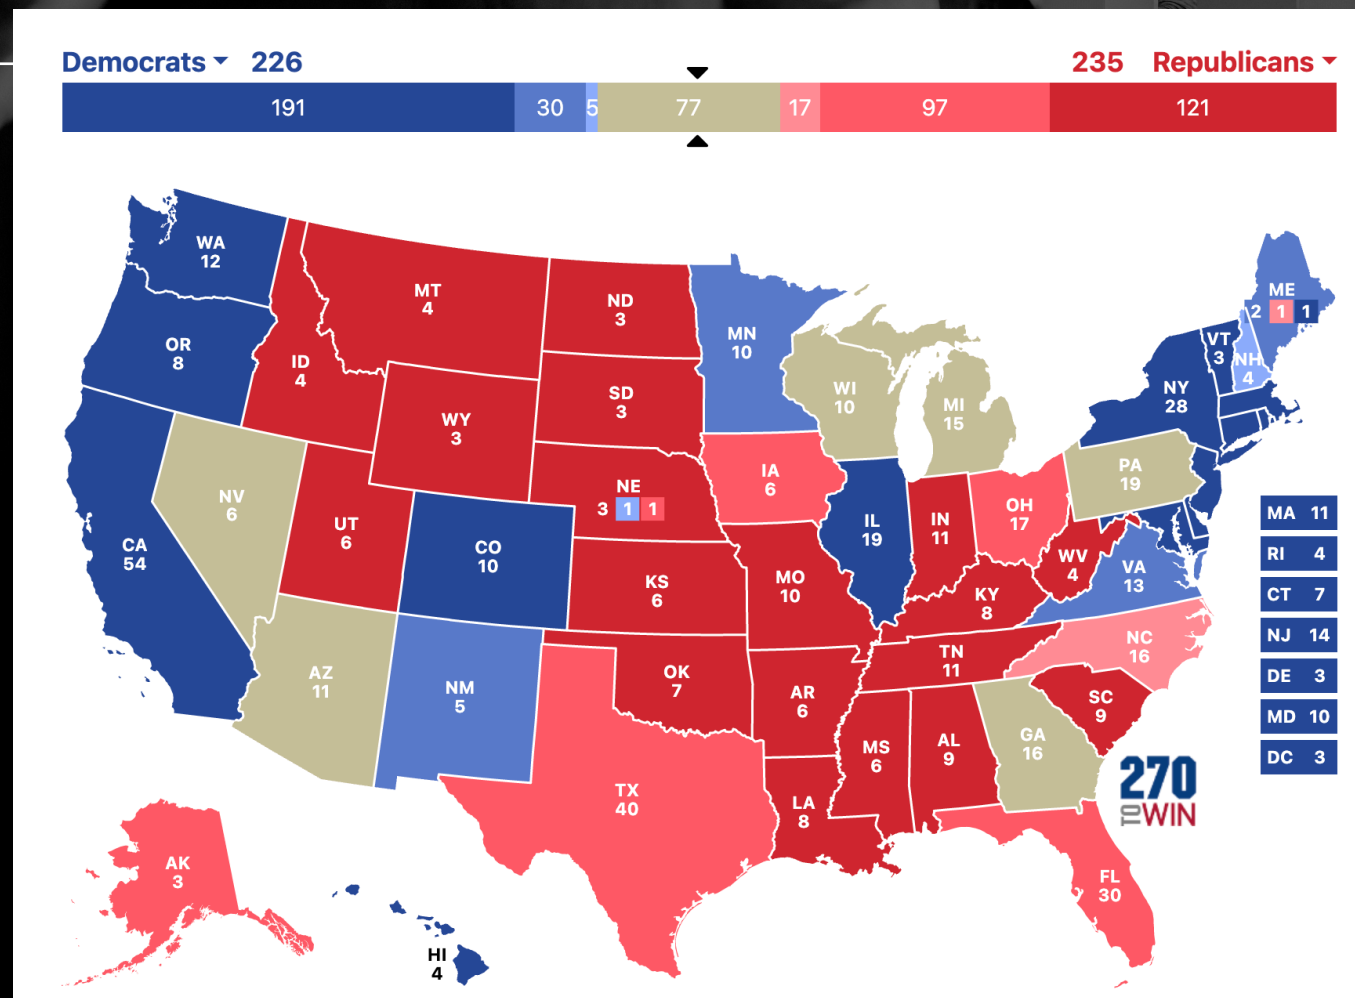 Democrats 226
235 Republicans
191 30 5 77 17 97 121
WA
12
OR
8
CA
54
NV
6
ID
4
MT
4
WY
3
UT
6
AZ
11
CO
10
NM
5
ND
3
SD
3
NE
3 1 1
KS
6
OK
7
TX
40
MN
10
IA
6
MO
10
AR
6
LA
8
WI
10
IL
19
MI
15
IN
11
OH
17
KY
8
TN
11
MS
6
AL
9
GA
16
FL
30
SC
9
NC
16
VA
13
WV
4
PA
19
NY
28
VT
3
NH
4
ME
2 1 1
MA 11
RI 4
CT 7
NJ 14
DE 3
MD 10
DC 3
AK
3
HI
4
270
TO WIN